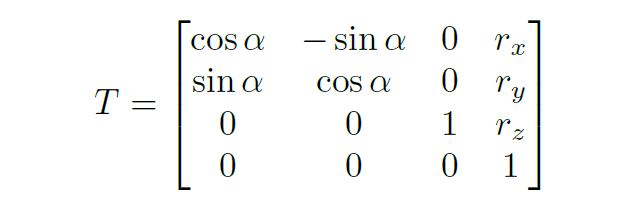 T = [ cos α  − sin α  0  r_x
sin α  cos α  0  r_y
0  0  1  r_z
0  0  0  1 ]